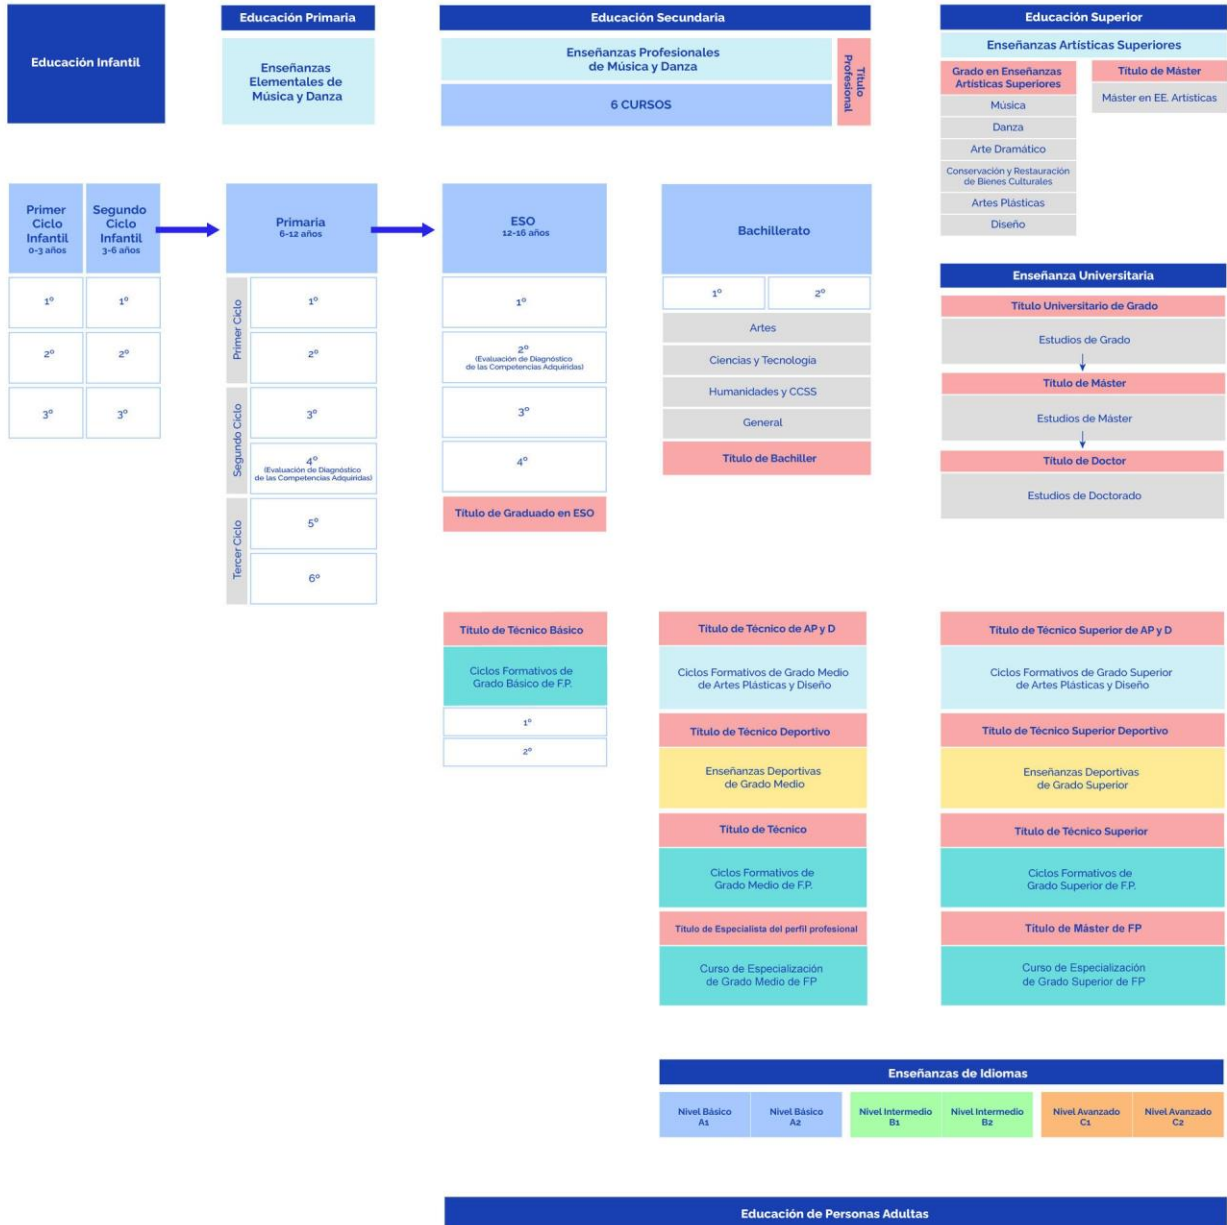 Educación Infantil
Educación Primaria
Enseñanzas
Elementales de
Música y Danza
Educación Secundaria
Enseñanzas Profesionales
de Música y Danza
6 CURSOS
Título
Profesional
Educación Superior
Enseñanzas Artísticas Superiores
Grado en Enseñanzas
Artísticas Superiores
Música
Danza
Arte Dramático
Conservación y Restauración
de Bienes Culturales
Artes Plásticas
Diseño
Título de Máster
Máster en EE. Artísticas
Primer
Ciclo
Infantil
0-3 años
1º
2º
3º
Segundo
Ciclo
Infantil
3-6 años
1º
2º
3º
Primaria
6-12 años
Primer Ciclo
1º
2º
Segundo Ciclo
3º
4º
(Evaluación de Diagnóstico
de las Competencias Adquiridas)
Tercer Ciclo
5º
6º
ESO
12-16 años
1º
2º
(Evaluación de Diagnóstico
de las Competencias Adquiridas)
3º
4º
Título de Graduado en ESO
Bachillerato
1º
2º
Artes
Ciencias y Tecnología
Humanidades y CCSS
General
Título de Bachiller
Enseñanza Universitaria
Título Universitario de Grado
Estudios de Grado
Título de Máster
Estudios de Máster
Título de Doctor
Estudios de Doctorado
Título de Técnico Básico
Ciclos Formativos de
Grado Básico de F.P.
1º
2º
Título de Técnico de AP y D
Ciclos Formativos de Grado Medio
de Artes Plásticas y Diseño
Título de Técnico Deportivo
Enseñanzas Deportivas
de Grado Medio
Título de Técnico
Ciclos Formativos de
Grado Medio de F.P.
Título de Especialista del perfil profesional
Curso de Especialización
de Grado Medio de FP
Título de Técnico Superior de AP y D
Ciclos Formativos de Grado Superior
de Artes Plásticas y Diseño
Título de Técnico Superior Deportivo
Enseñanzas Deportivas
de Grado Superior
Título de Técnico Superior
Ciclos Formativos de
Grado Superior de F.P.
Título de Máster de FP
Curso de Especialización
de Grado Superior de FP
Enseñanzas de Idiomas
Nivel Básico
A1
Nivel Básico
A2
Nivel Intermedio
B1
Nivel Intermedio
B2
Nivel Avanzado
C1
Nivel Avanzado
C2
Educación de Personas Adultas